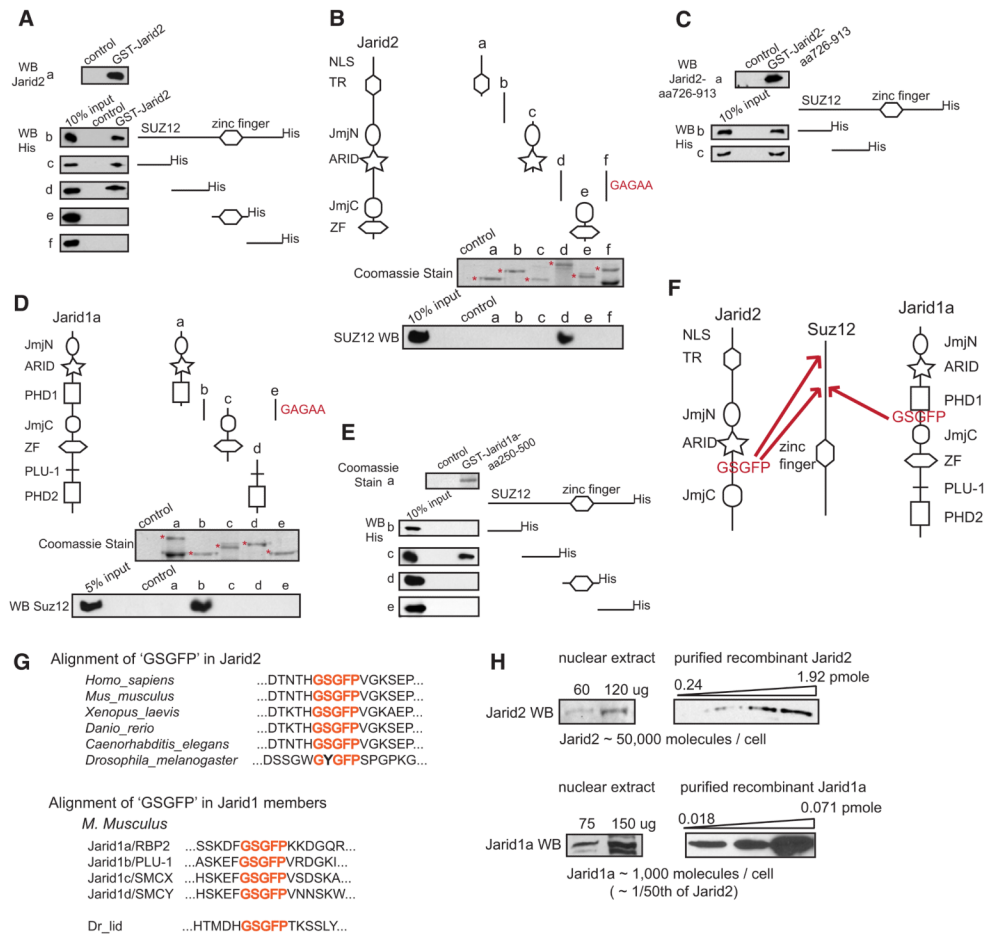 A
control
GST-Jarid2
WB Jarid2 a
10% input
control
GST-Jarid2
WB His
b
SUZ12 zinc finger His
c His
d His
e His
f His
B
Jarid2
NLS
TR
JmjN
ARID
JmjC
ZF
a
b
c
d
e
f
GAGAA
control a b c d e f
Coomassie Stain
* * * * * *
10% input
control a b c d e f
SUZ12 WB
C
control
GST-Jarid2-
aa726-913
WB
Jarid2- a
aa726-913
10% input
SUZ12 zinc finger His
WB His
b His
c His
D
Jarid1a
JmjN
ARID
PHD1
JmjC
ZF
PLU-1
PHD2
a
b
c
d
e
GAGAA
control a b c d e
Coomassie Stain
* * * * *
5% input
control a b c d e
WB Suz12
E
control
GST-Jarid1a-
aa250-500
Coomassie
Stain a
10% input
SUZ12 zinc finger His
WB His
b His
c His
d His
e His
F
Jarid2
NLS
TR
JmjN
ARID
GSGFP
JmjC
Suz12
zinc
finger
Jarid1a
JmjN
ARID
PHD1
GSGFP
JmjC
ZF
PLU-1
PHD2
G
Alignment of 'GSGFP' in Jarid2
Homo_sapiens ...DTNTHGSGFPVGKSEP...
Mus_musculus ...DTKTHGSGFPVGKSEP...
Xenopus_laevis ...DTKTHGSGFPVGKAEP...
Danio_rerio ...DTKTHGSGFPVGKSEP...
Caenorhabditis_elegans ...DTNTHGSGFPVGKSEP...
Drosophila_melanogaster ...DSSGWGYGFPSPGPKG...
Alignment of 'GSGFP' in Jarid1 members
M. Musculus
Jarid1a/RBP2 ...SSKDFGSGFPKKDGQR...
Jarid1b/PLU-1 ...ASKEFGSGFPVRDGKI...
Jarid1c/SMCX ...HSKEFGSGFPVSDSKA...
Jarid1d/SMCY ...HSKEFGSGFPVNNSKW...
Dr_lid ...HTMDHGSGFPTKSSLY...
H
nuclear extract purified recombinant Jarid2
60 120 ug 0.24 1.92 pmole
Jarid2 WB
Jarid2 ~ 50,000 molecules / cell
nuclear extract purified recombinant Jarid1a
75 150 ug 0.018 0.071 pmole
Jarid1a WB
Jarid1a ~ 1,000 molecules / cell
( ~ 1/50th of Jarid2)